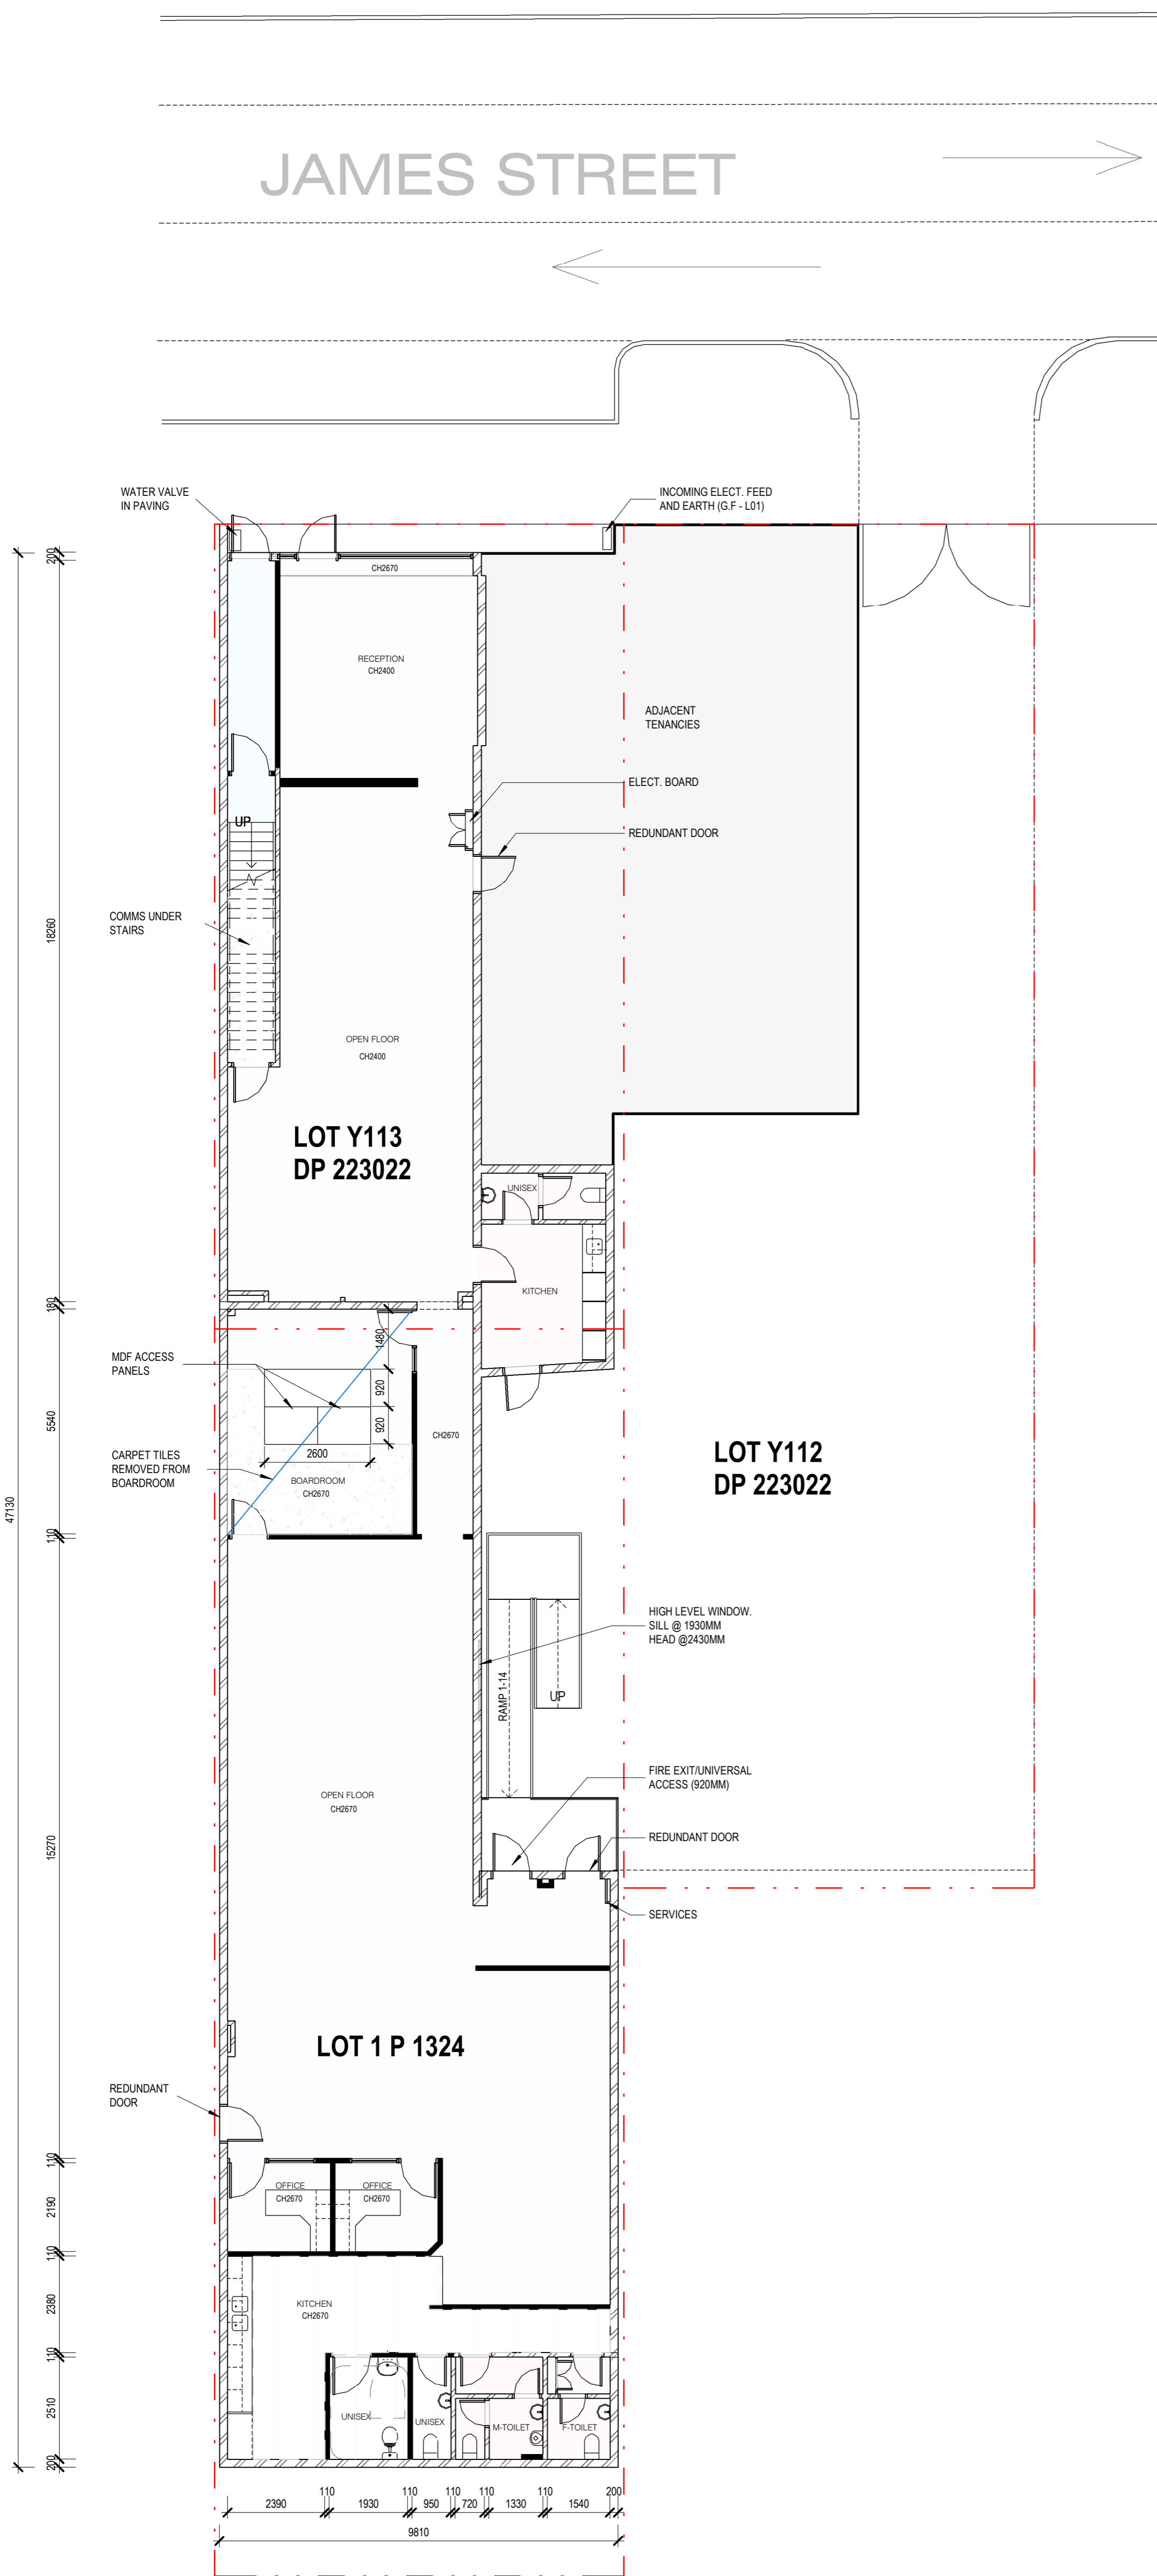 JAMES STREET
WATER VALVE
IN PAVING
INCOMING ELECT. FEED
AND EARTH (G.F - L01)
200
CH2670
RECEPTION
CH2400
ADJACENT
TENANCIES
ELECT. BOARD
UP
REDUNDANT DOOR
COMMS UNDER
STAIRS
18260
OPEN FLOOR
CH2400
LOT Y113
DP 223022
UNISEX
KITCHEN
180
1480
MDF ACCESS
PANELS
920
920
5540
CH2670
2600
CARPET TILES
REMOVED FROM
BOARDROOM
BOARDROOM
CH2670
LOT Y112
DP 223022
47130
110
HIGH LEVEL WINDOW.
SILL @ 1930MM
HEAD @2430MM
RAMP 1-14
UP
FIRE EXIT/UNIVERSAL
ACCESS (920MM)
OPEN FLOOR
CH2670
REDUNDANT DOOR
15270
SERVICES
LOT 1 P 1324
REDUNDANT
DOOR
110
OFFICE
CH2670
OFFICE
CH2670
2190
110
KITCHEN
CH2670
2380
110
2510
UNISEX
UNISEX
M-TOILET
F-TOILET
200
110 110 110 110 110 200
2390 1930 950 720 1330 1540
9810